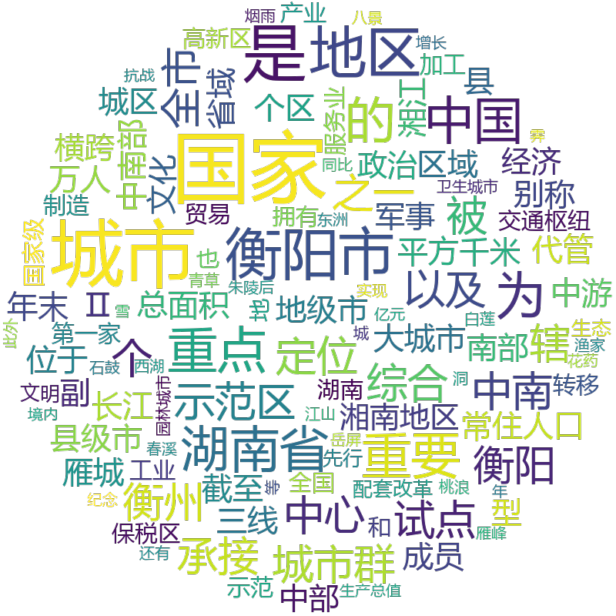 烟雨
产业
八景
高新区
是
地区
增长
加工
抗战
全市
省域
城区
个区
服务业
的
湘江
县
中国
横跨
中南部
万人
文化
国家
同比
之一
政治
区域
霁
经济
卫生城市
别称
制造
贸易
拥有
东洲
军事
被
交通枢纽
国家级
城市
也
衡阳市
平方千米
代管
青草
朱陵后
以及
为
中游
年末
Ⅱ
雪
总面积
地
地级市
实现
亿元
白莲
生态
此外
第一家
个
重点
城
大城市
南部
辖
渔家
位于
石鼓
西湖
定位
洞
花药
文明
副
园林城市
示范区
湖南
综合
中南
转移
境内
长江
江山
湘南地区
常住人口
县级市
春溪
湖南省
岳屏
先行
重要
衡阳
雁城
工业
截至
全国
配套改革
桃浪
年
纪念
衡州
三线
中心
和
试点
型
保税区
雁峰
还有
承接
城市群
成员
示范
中部
生产总值